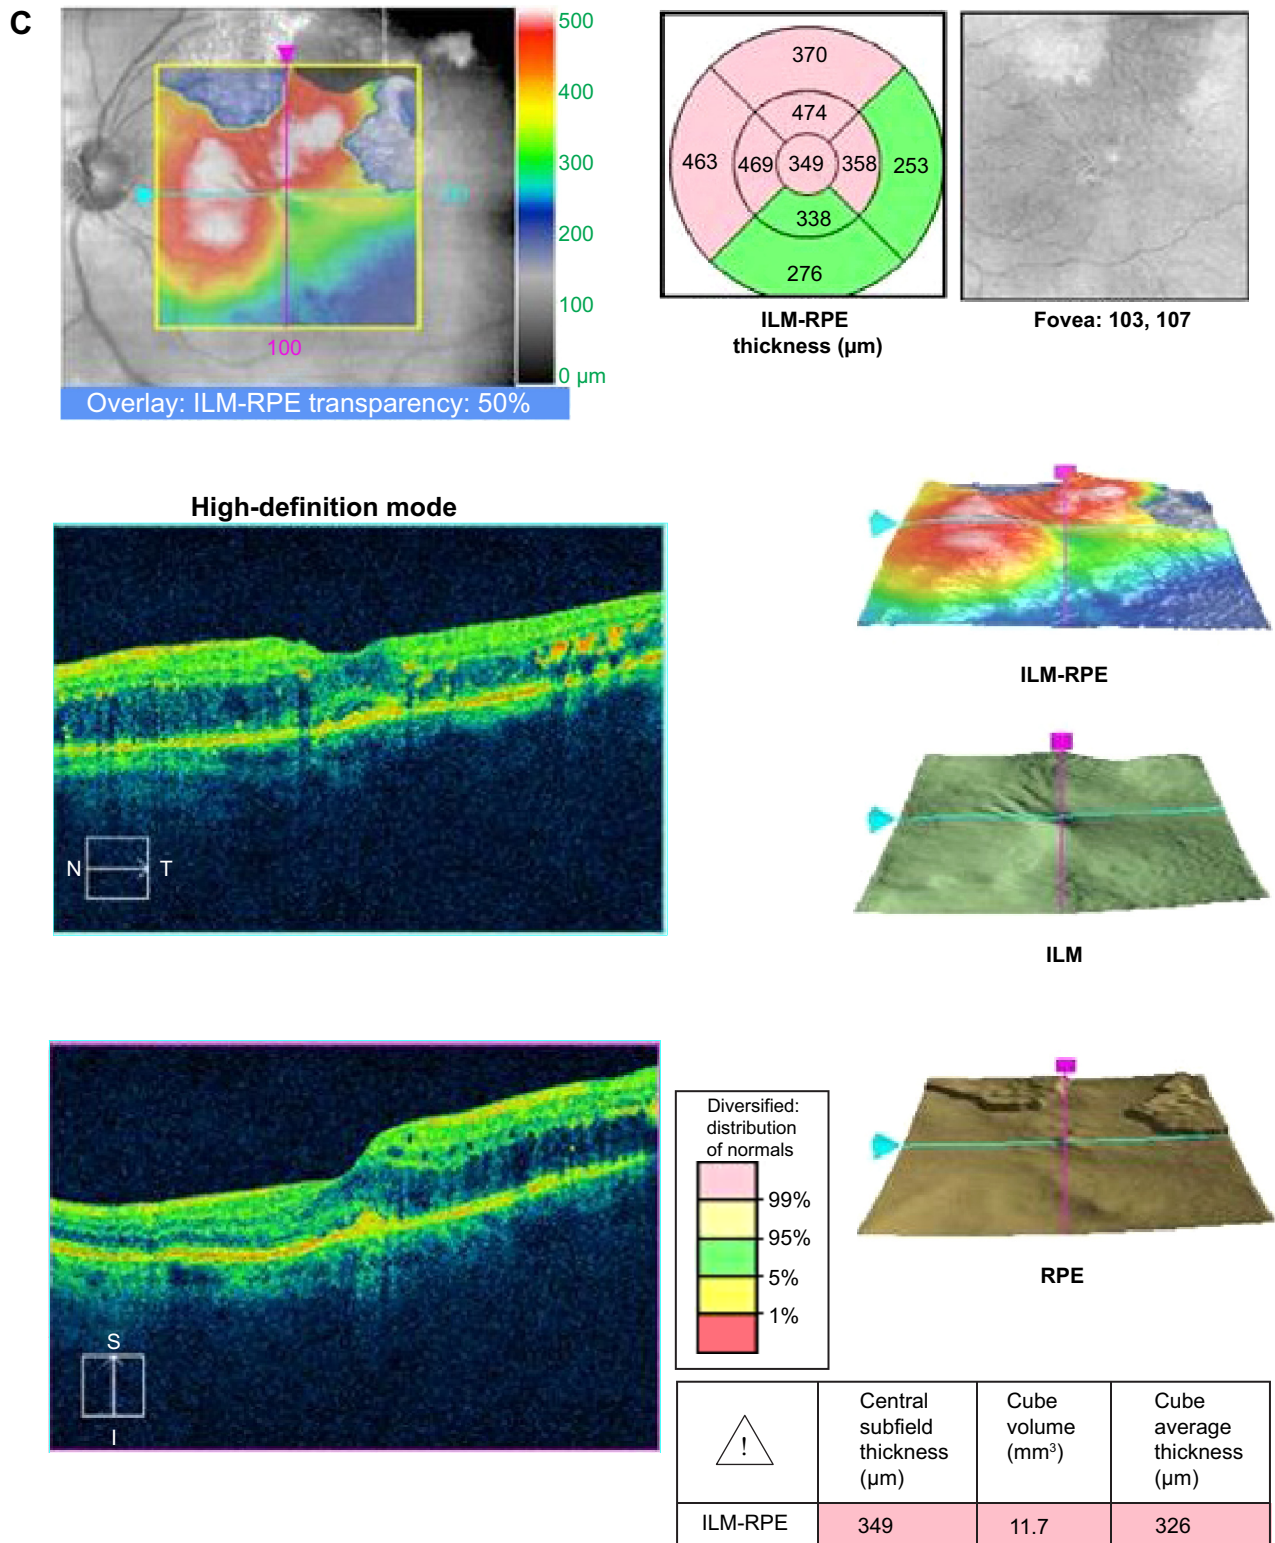 C
500
400
300
200
100
0 µm
100
Overlay: ILM-RPE transparency: 50%
370
474
463
469
349
358
253
338
276
ILM-RPE
thickness (µm)
Fovea: 103, 107
High-definition mode
N
T
ILM-RPE
ILM
S
I
Diversified:
distribution
of normals
99%
95%
5%
1%
RPE
!
Central
subfield
thickness
(µm)
Cube
volume
(mm³)
Cube
average
thickness
(µm)
ILM-RPE
349
11.7
326